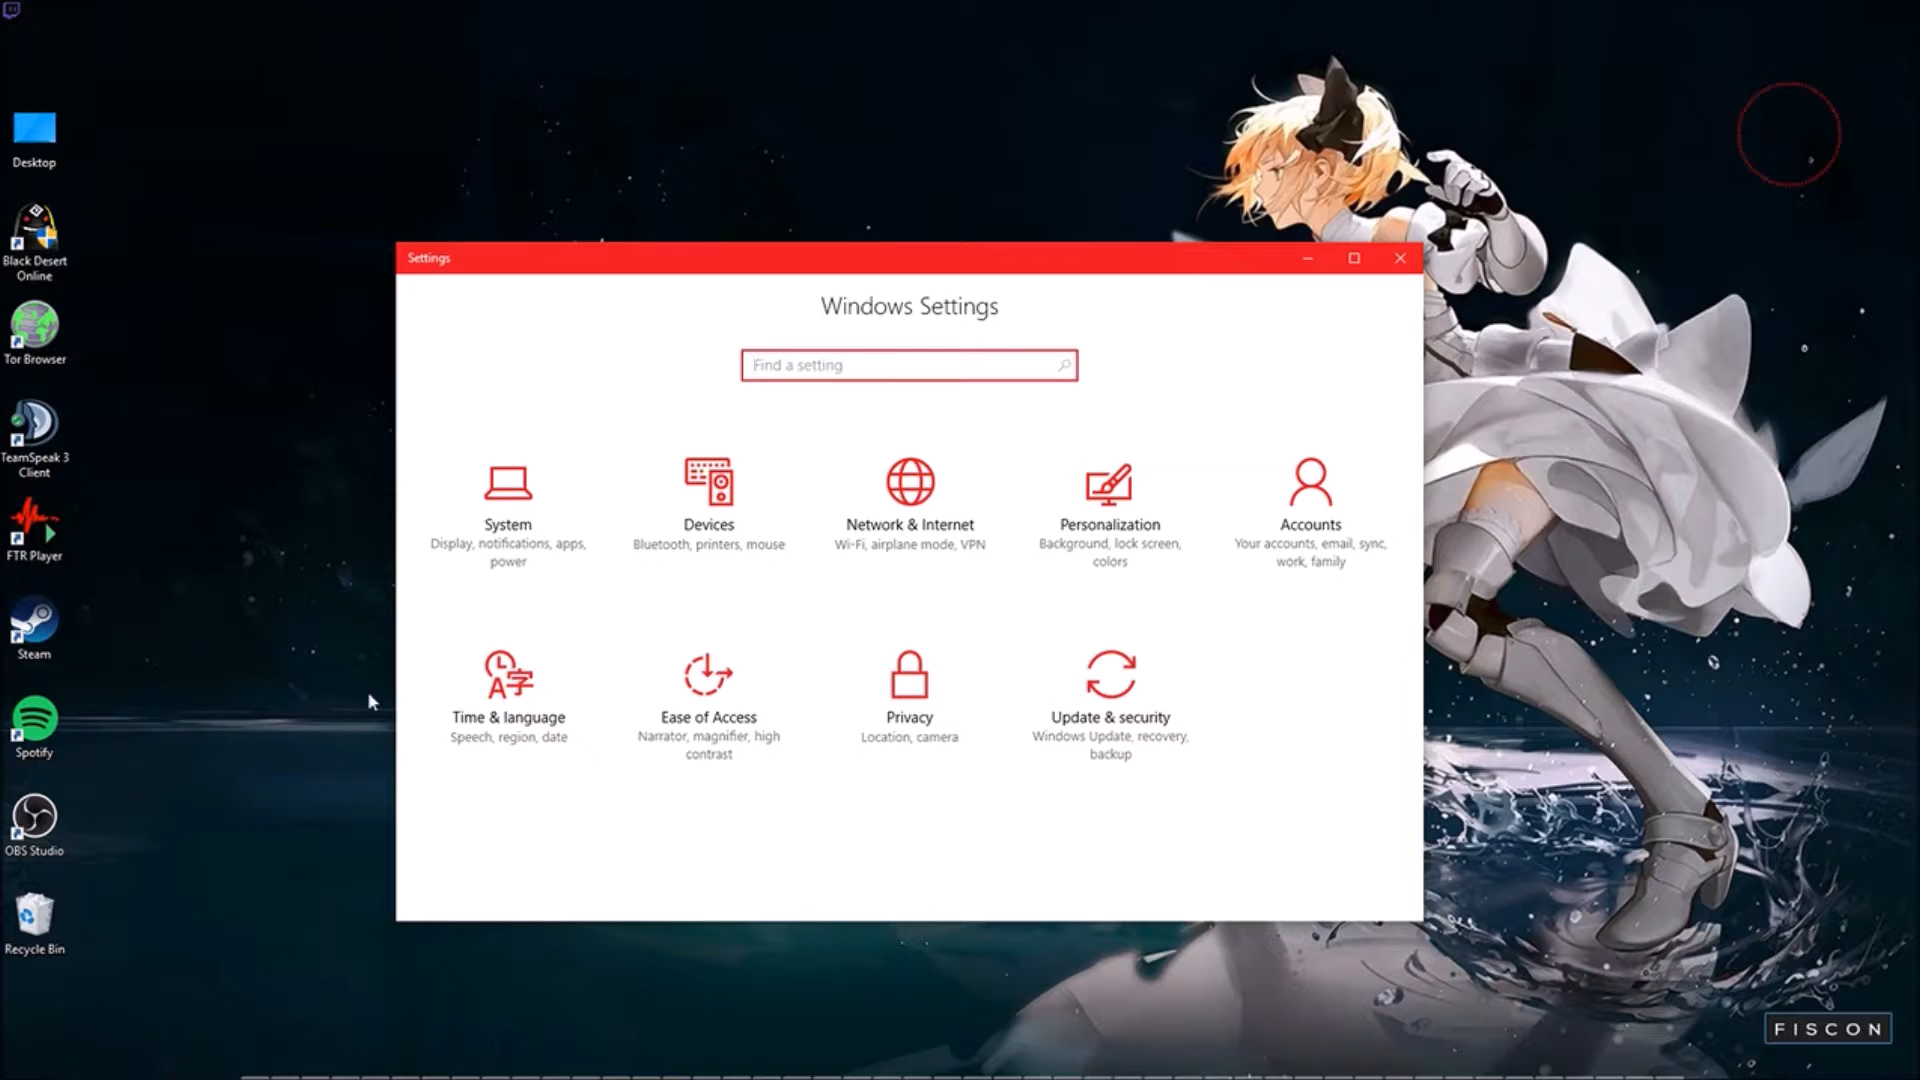 Desktop
Black Desert
Online
Tor Browser
TeamSpeak 3
Client
FTR Player
Steam
Spotify
OBS Studio
Recycle Bin
Settings
Windows Settings
Find a setting
System
Display, notifications, apps,
power
Devices
Bluetooth, printers, mouse
Network & Internet
Wi-Fi, airplane mode, VPN
Personalization
Background, lock screen,
colors
Accounts
Your accounts, email, sync,
work, family
A字
Time & language
Speech, region, date
Ease of Access
Narrator, magnifier, high
contrast
Privacy
Location, camera
Update & security
Windows Update, recovery,
backup
FISCON